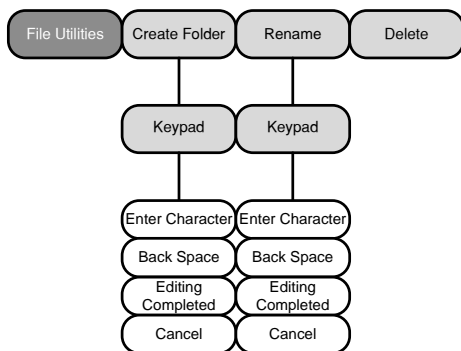 File Utilities Create Folder Rename Delete
Keypad Keypad
Enter Character Enter Character
Back Space Back Space
Editing Editing
Completed Completed
Cancel Cancel